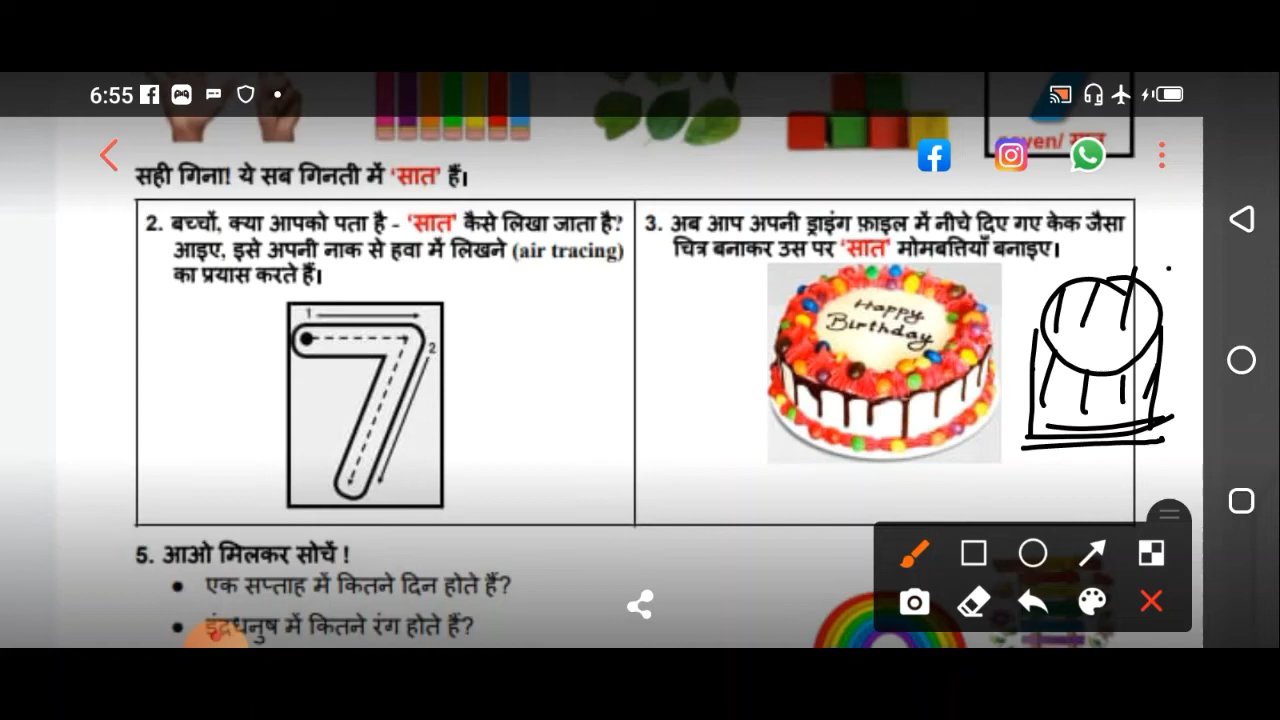 6:55
seven/ सात
सही गिना! ये सब गिनती में ‘सात’ हैं।
2. बच्चों, क्या आपको पता है - ‘सात’ कैसे लिखा जाता है?
आइए, इसे अपनी नाक से हवा में लिखने (air tracing)
का प्रयास करते हैं।
1
2
3. अब आप अपनी ड्राइंग फ़ाइल में नीचे दिए गए केक जैसा
चित्र बनाकर उस पर ‘सात’ मोमबत्तियाँ बनाइए।
Happy
Birthday
5. आओ मिलकर सोचें !
• एक सप्ताह में कितने दिन होते हैं?
• इंद्रधनुष में कितने रंग होते हैं?